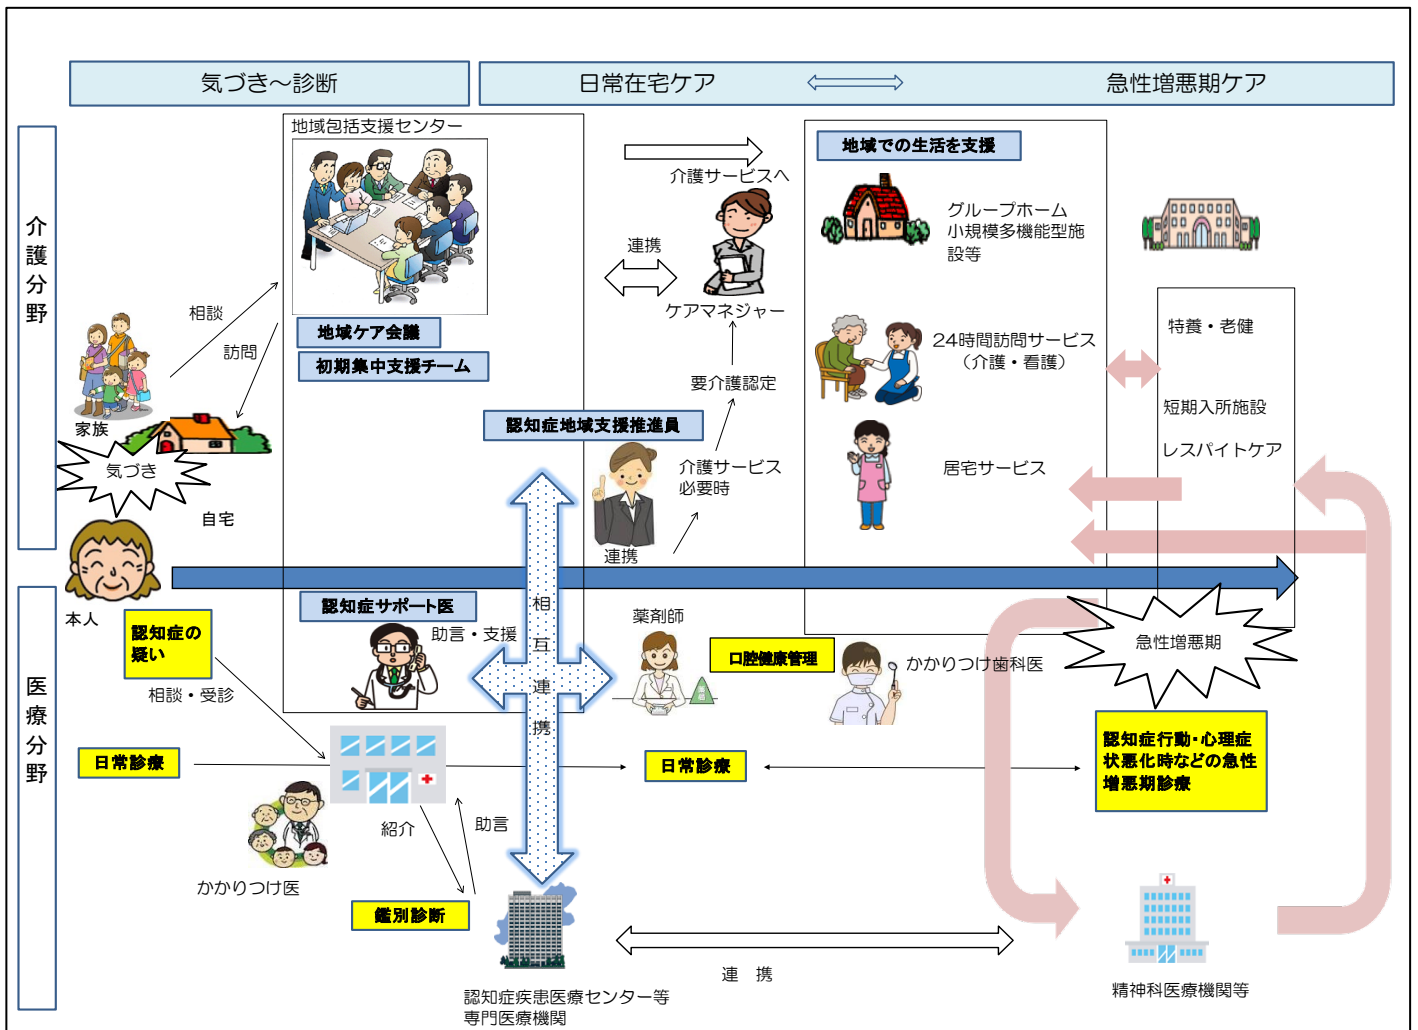 気づき～診断
日常在宅ケア
急性増悪期ケア
介護分野
地域包括支援センター
地域ケア会議
初期集中支援チーム
相談
訪問
家族
気づき
自宅
本人
介護サービスへ
連携
ケアマネジャー
要介護認定
認知症地域支援推進員
介護サービス
必要時
連携
地域での生活を支援
グループホーム
小規模多機能型施
設等
24時間訪問サービス
（介護・看護）
居宅サービス
特養・老健
短期入所施設
レスパイトケア
医療分野
認知症の
疑い
相談・受診
日常診療
認知症サポート医
助言・支援
相互連携
薬剤師
口腔健康管理
かかりつけ歯科医
急性増悪期
認知症行動・心理症
状悪化時などの急性
増悪期診療
日常診療
かかりつけ医
紹介
助言
鑑別診断
認知症疾患医療センター等
専門医療機関
連　携
精神科医療機関等